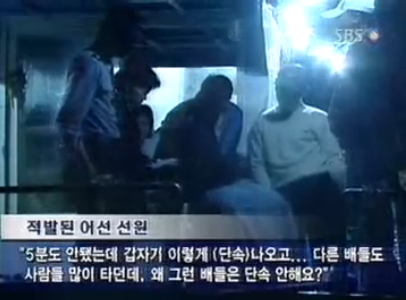 SBS
적발된 어선 선원
"5분도 안됐는데 갑자기 이렇게 (단속)나오고... 다른 배들도
사람들 많이 타던데, 왜 그런 배들은 단속 안해요?"